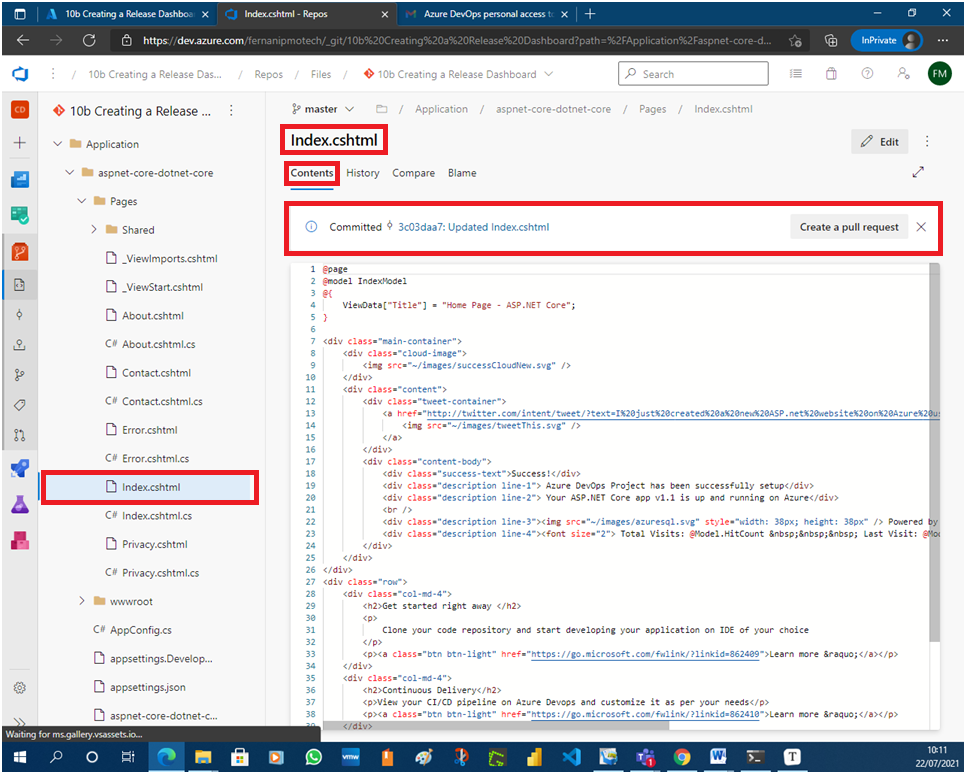 10b Creating a Release Dashboa
Index.cshtml - Repos
Azure DevOps personal access t
https://dev.azure.com/fernanipmotech/_git/10b%20Creating%20a%20Release%20Dashboard?path=%2FApplication%2Faspnet-core-d...
InPrivate
/ 10b Creating a Release Das... / Repos / Files / 10b Creating a Release Dashboard
Search
FM
CD
10b Creating a Release ...
Application
aspnet-core-dotnet-core
Pages
Shared
_ViewImports.cshtml
_ViewStart.cshtml
About.cshtml
C# About.cshtml.cs
Contact.cshtml
C# Contact.cshtml.cs
Error.cshtml
C# Error.cshtml.cs
Index.cshtml
C# Index.cshtml.cs
Privacy.cshtml
C# Privacy.cshtml.cs
wwwroot
C# AppConfig.cs
appsettings.Develop...
appsettings.json
aspnet-core-dotnet-c...
master / Application / aspnet-core-dotnet-core / Pages / Index.cshtml
Index.cshtml
Edit
Contents History Compare Blame
Committed 3c03daa7: Updated Index.cshtml
Create a pull request
1 @page
2 @model IndexModel
3 @{
4 ViewData["Title"] = "Home Page - ASP.NET Core";
5 }
6
7 <div class="main-container">
8 <div class="cloud-image">
9 <img src="~/images/successCloudNew.svg" />
10 </div>
11 <div class="content">
12 <div class="tweet-container">
13 <a href="http://twitter.com/intent/tweet/?text=I%20just%20created%20a%20new%20ASP.net%20website%20on%20Azure%20us
14 <img src="~/images/tweetThis.svg" />
15 </a>
16 </div>
17 <div class="content-body">
18 <div class="success-text">Success!</div>
19 <div class="description line-1"> Azure DevOps Project has been successfully setup</div>
20 <div class="description line-2"> Your ASP.NET Core app v1.1 is up and running on Azure</div>
21 <br />
22 <div class="description line-3"><img src="~/images/azuresql.svg" style="width: 38px; height: 38px" /> Powered by
23 <div class="description line-4"><font size="2"> Total Visits: @Model.HitCount &nbsp;&nbsp;&nbsp; Last Visit: @Mo
24 </div>
25 </div>
26 </div>
27 <div class="row">
28 <div class="col-md-4">
29 <h2>Get started right away </h2>
30 <p>
31 Clone your code repository and start developing your application on IDE of your choice
32 </p>
33 <p><a class="btn btn-light" href="https://go.microsoft.com/fwlink/?linkid=862409">Learn more &raquo;</a></p>
34 </div>
35 <div class="col-md-4">
36 <h2>Continuous Delivery</h2>
37 <p>View your CI/CD pipeline on Azure Devops and customize it as per your needs</p>
38 <p><a class="btn btn-light" href="https://go.microsoft.com/fwlink/?linkid=862410">Learn more &raquo;</a></p>
39 </div>
Waiting for ms.gallery.vsassets.io...
vmw
W
T
1
10:11
22/07/2021